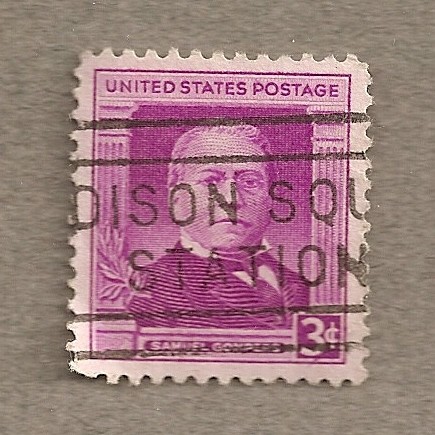 UNITED STATES POSTAGE
DISON SQU
STATION
SAMUEL GOMPERS
3¢